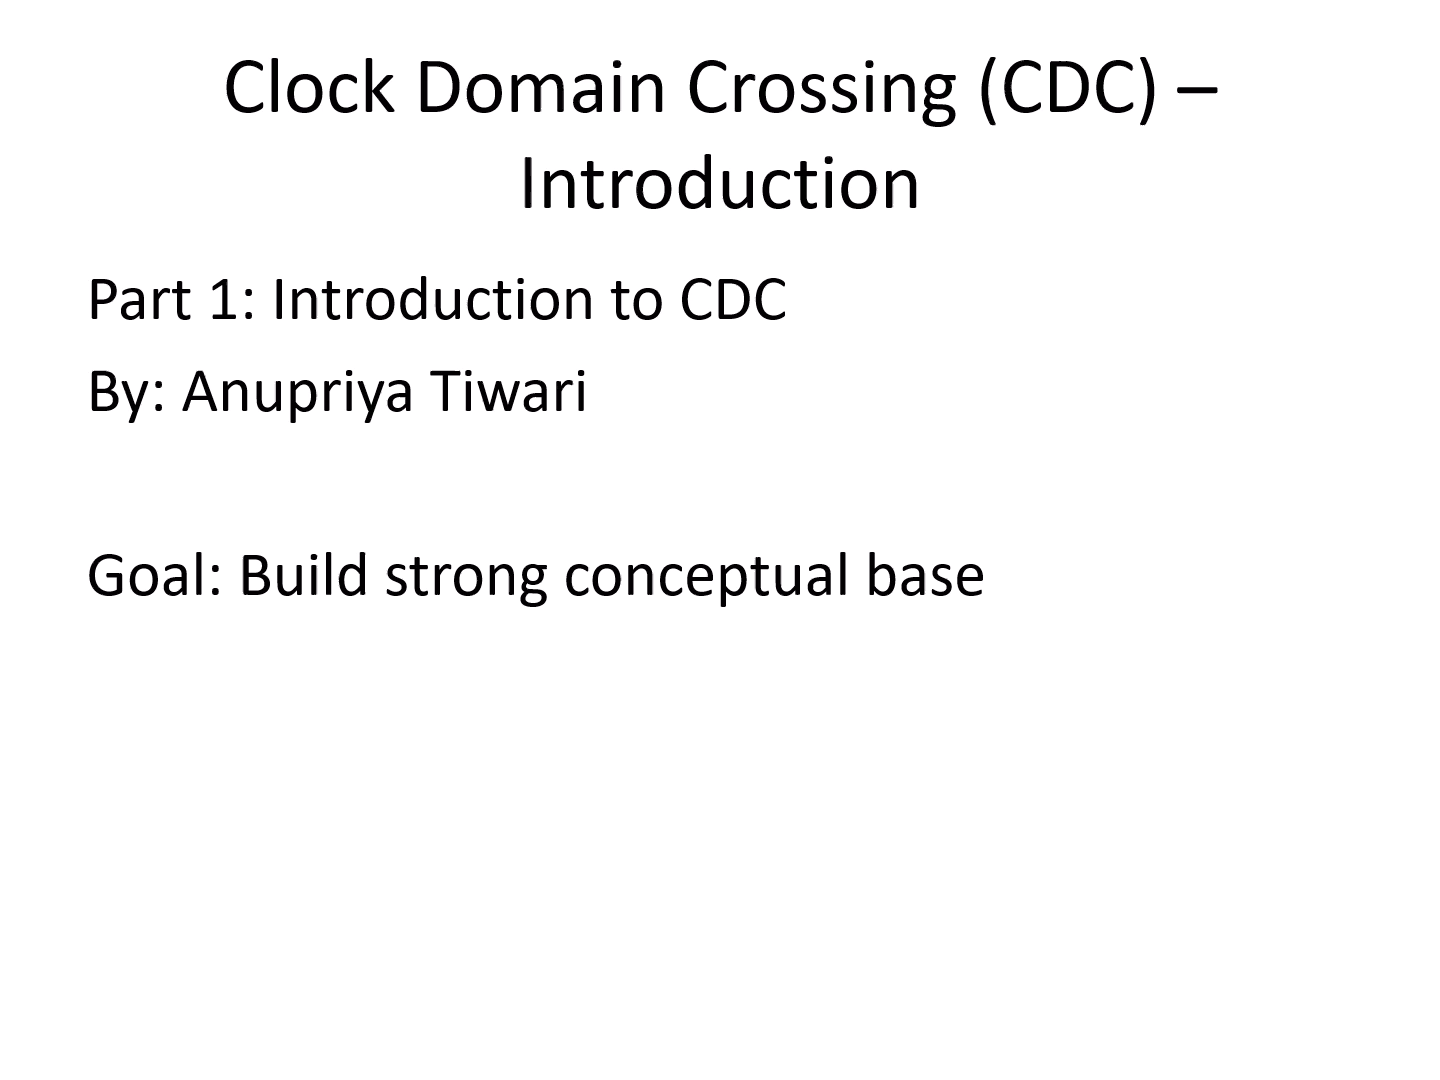 Clock Domain Crossing (CDC) –
Introduction
Part 1: Introduction to CDC
By: Anupriya Tiwari
Goal: Build strong conceptual base